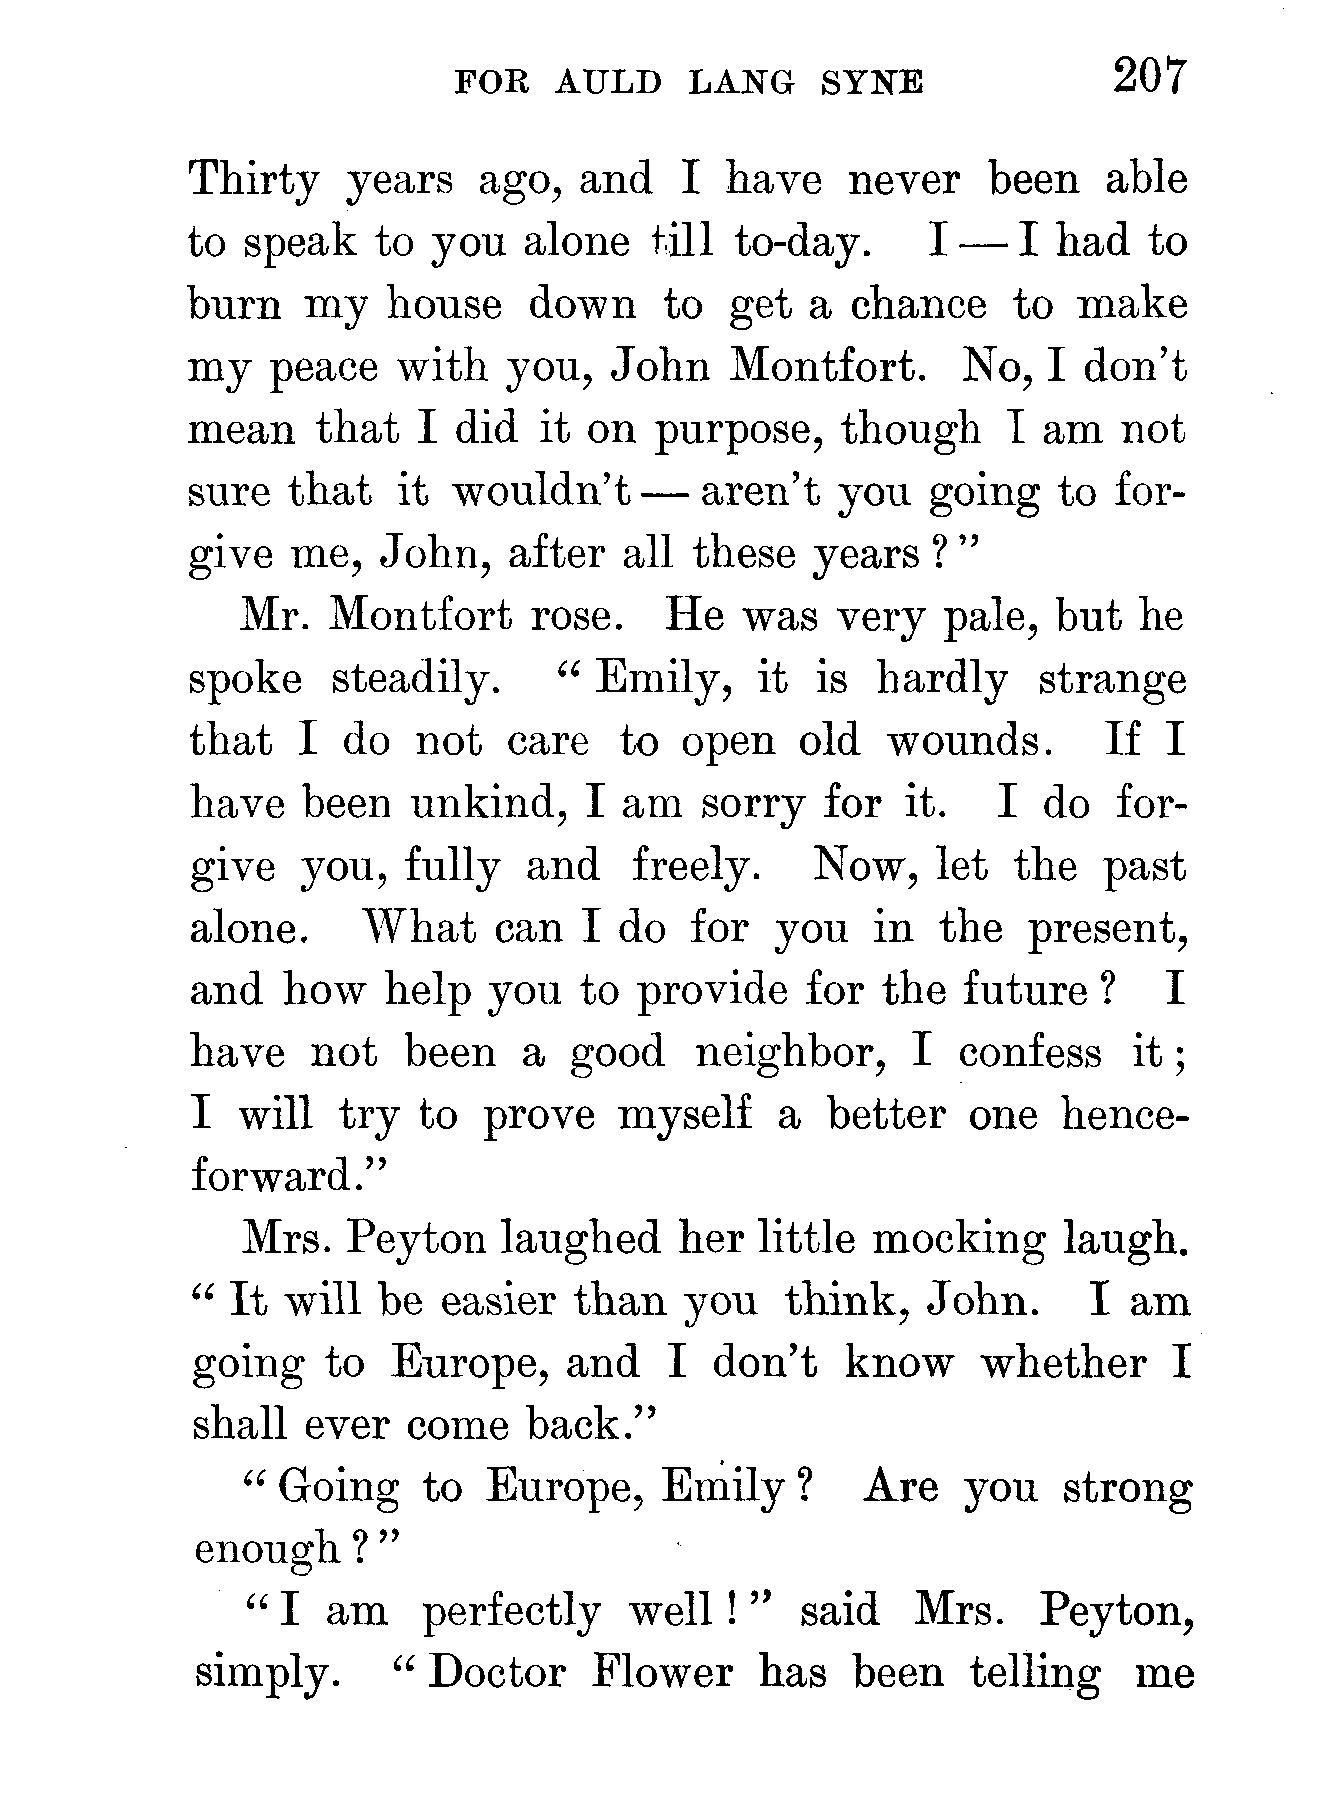 FOR AULD LANG SYNE 207
Thirty years ago, and I have never been able
to speak to you alone till to-day. I — I had to
burn my house down to get a chance to make
my peace with you, John Montfort. No, I don't
mean that I did it on purpose, though I am not
sure that it wouldn't — aren't you going to for-
give me, John, after all these years?"
Mr. Montfort rose. He was very pale, but he
spoke steadily. "Emily, it is hardly strange
that I do not care to open old wounds. If I
have been unkind, I am sorry for it. I do for-
give you, fully and freely. Now, let the past
alone. What can I do for you in the present,
and how help you to provide for the future? I
have not been a good neighbor, I confess it;
I will try to prove myself a better one hence-
forward."
Mrs. Peyton laughed her little mocking laugh.
"It will be easier than you think, John. I am
going to Europe, and I don't know whether I
shall ever come back."
"Going to Europe, Emily? Are you strong
enough?"
"I am perfectly well!" said Mrs. Peyton,
simply. "Doctor Flower has been telling me